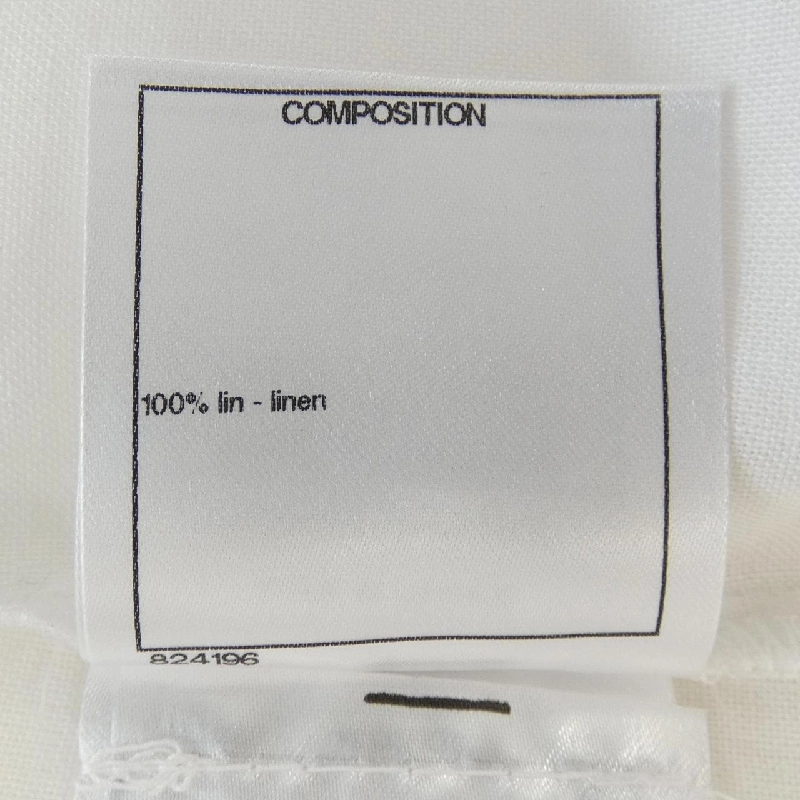 COMPOSITION
100% lin - linen
824196